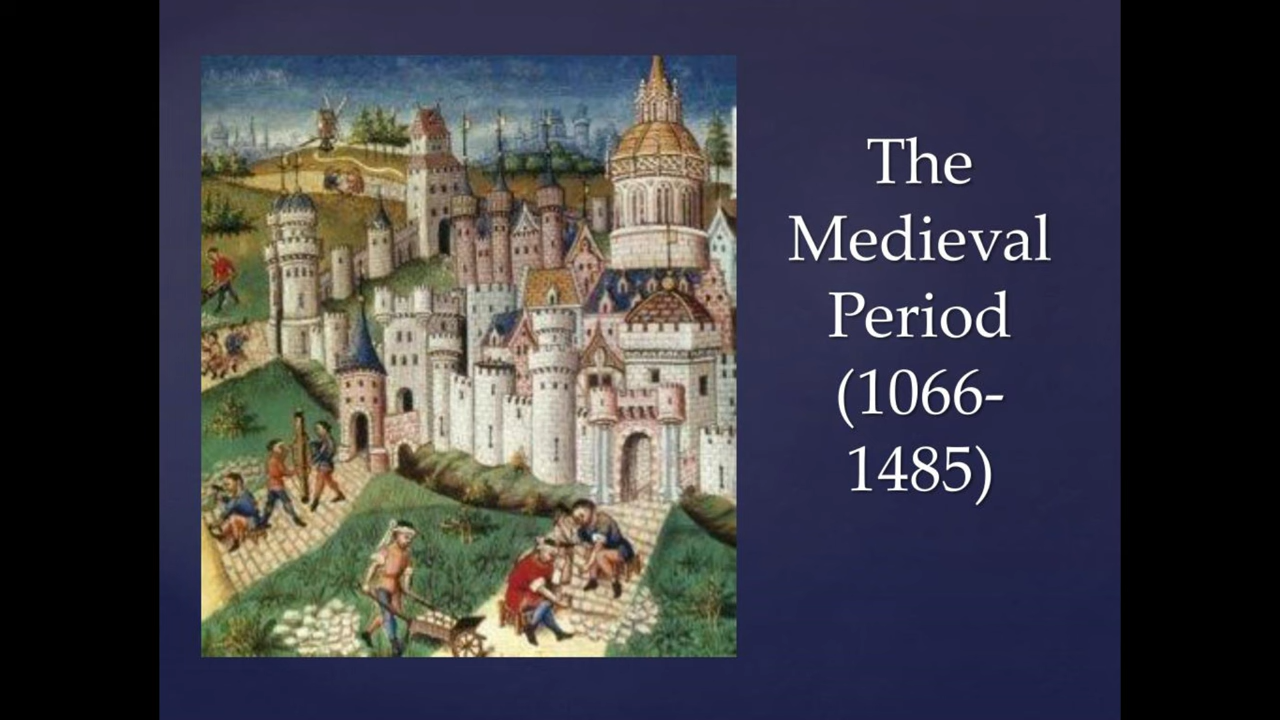 The
Medieval
Period
(1066-
1485)